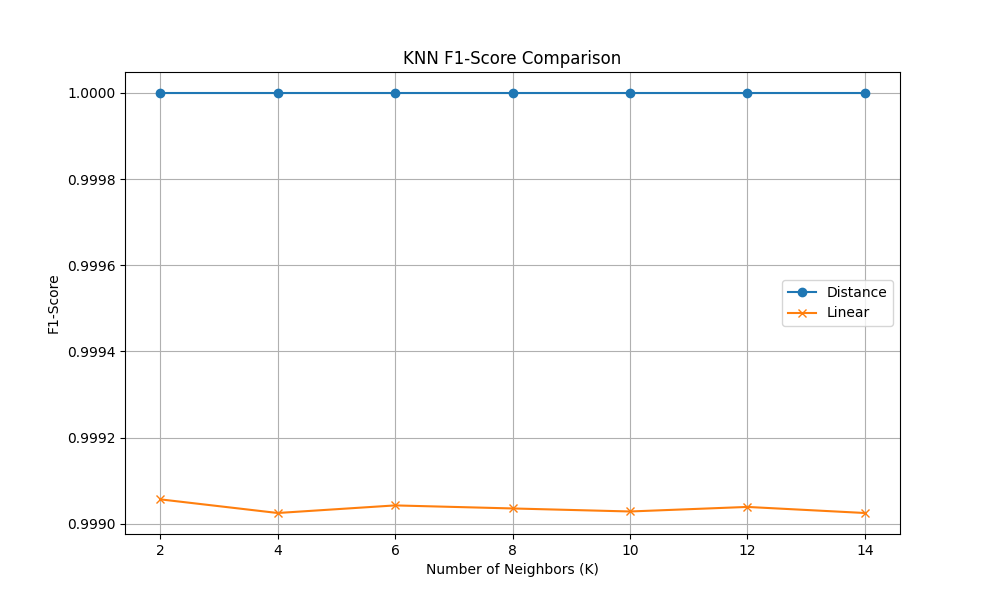 KNN F1-Score Comparison
1.0000
0.9998
0.9996
0.9994
0.9992
0.9990
F1-Score
Distance
Linear
2 4 6 8 10 12 14
Number of Neighbors (K)